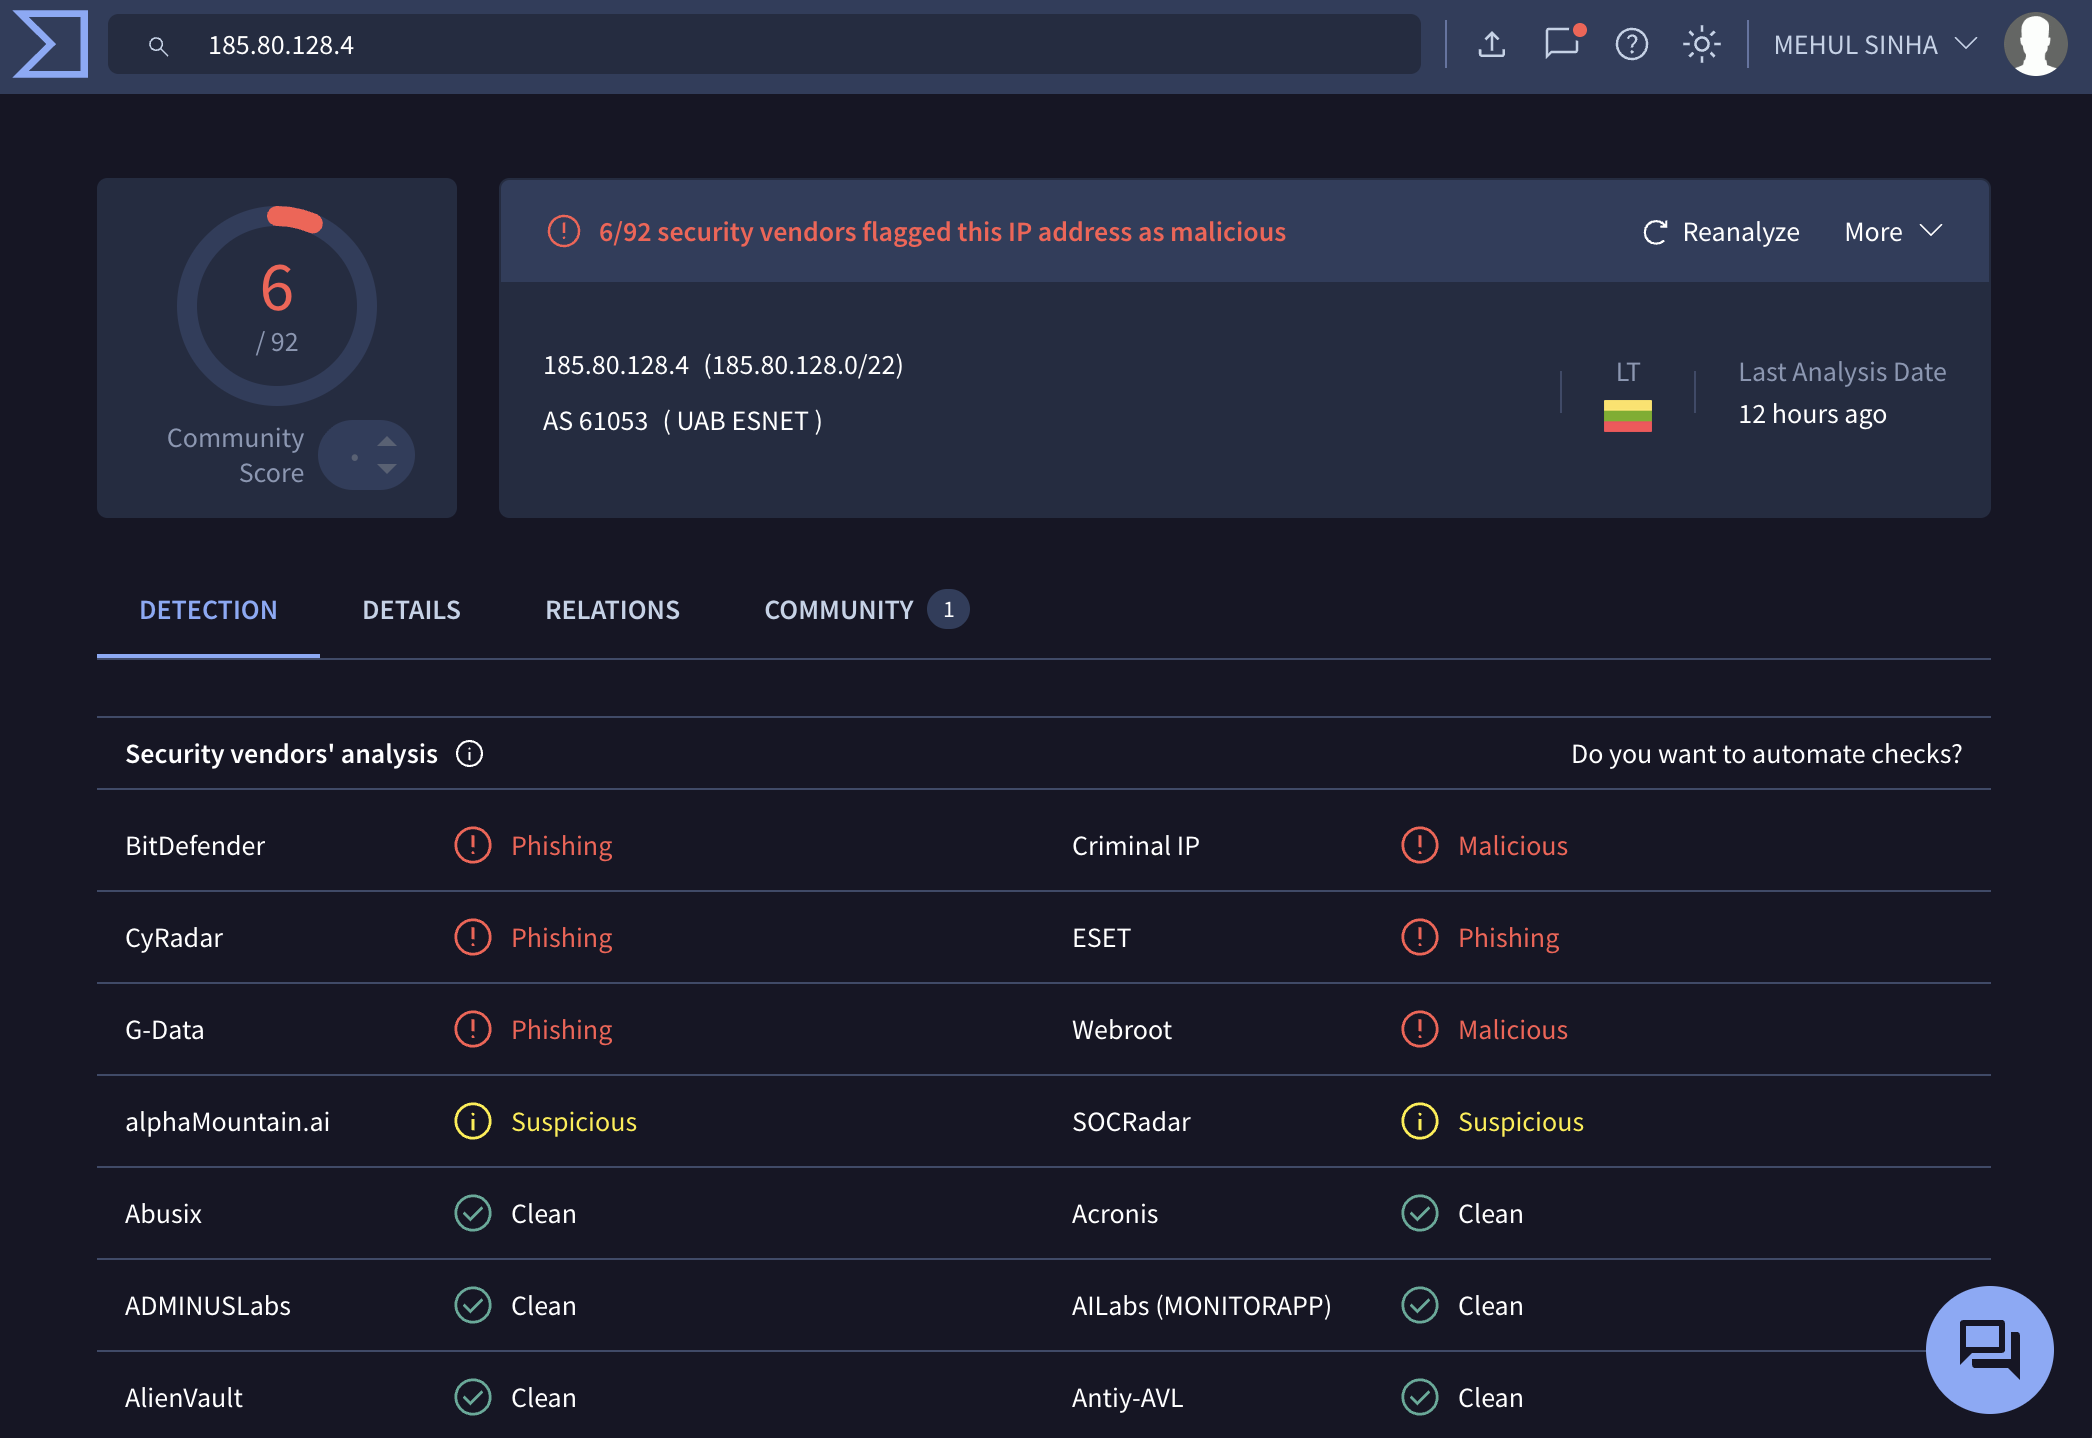 185.80.128.4
MEHUL SINHA
6
/ 92
Community
Score
6/92 security vendors flagged this IP address as malicious
Reanalyze
More
185.80.128.4 (185.80.128.0/22)
AS 61053 ( UAB ESNET )
LT
Last Analysis Date
12 hours ago
DETECTION
DETAILS
RELATIONS
COMMUNITY 1
Security vendors' analysis
Do you want to automate checks?
BitDefender Phishing Criminal IP Malicious
CyRadar Phishing ESET Phishing
G-Data Phishing Webroot Malicious
alphaMountain.ai Suspicious SOCRadar Suspicious
Abusix Clean Acronis Clean
ADMINUSLabs Clean AILabs (MONITORAPP) Clean
AlienVault Clean Antiy-AVL Clean